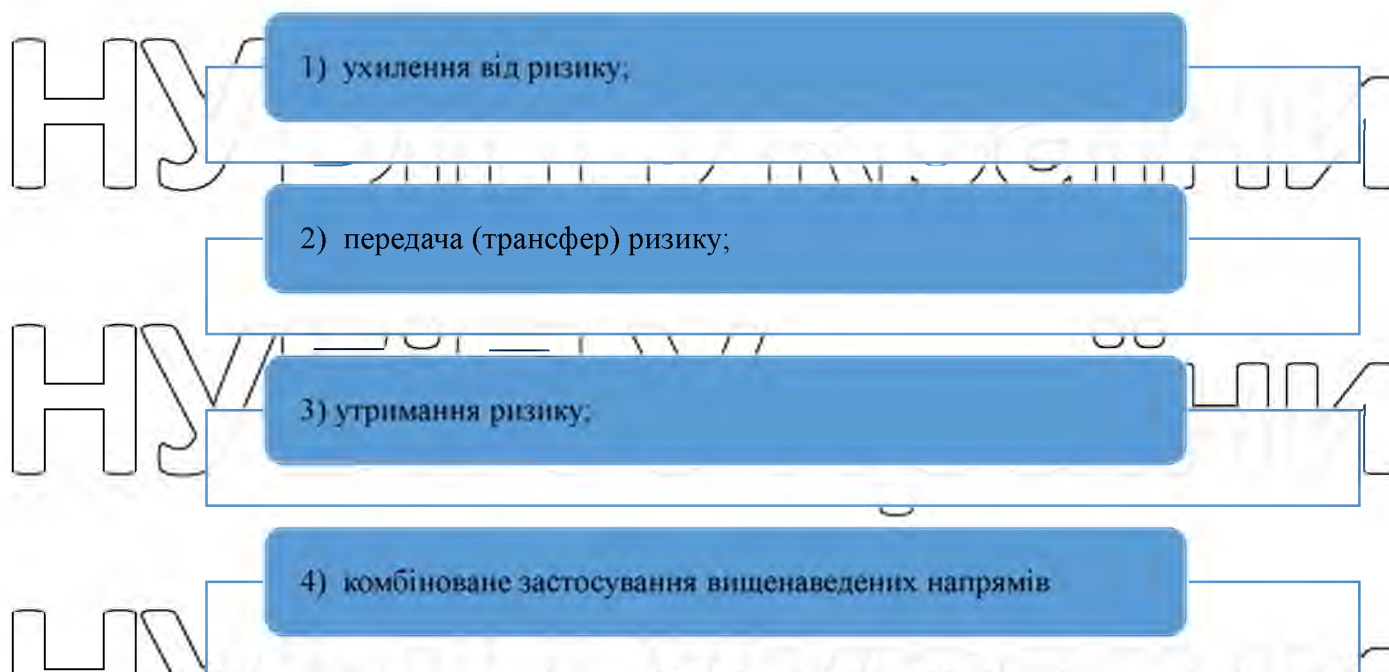 1) ухилення від ризику;
2) передача (трансфер) ризику;
3) утримання ризику;
4) комбіноване застосування вищенаведених напрямів